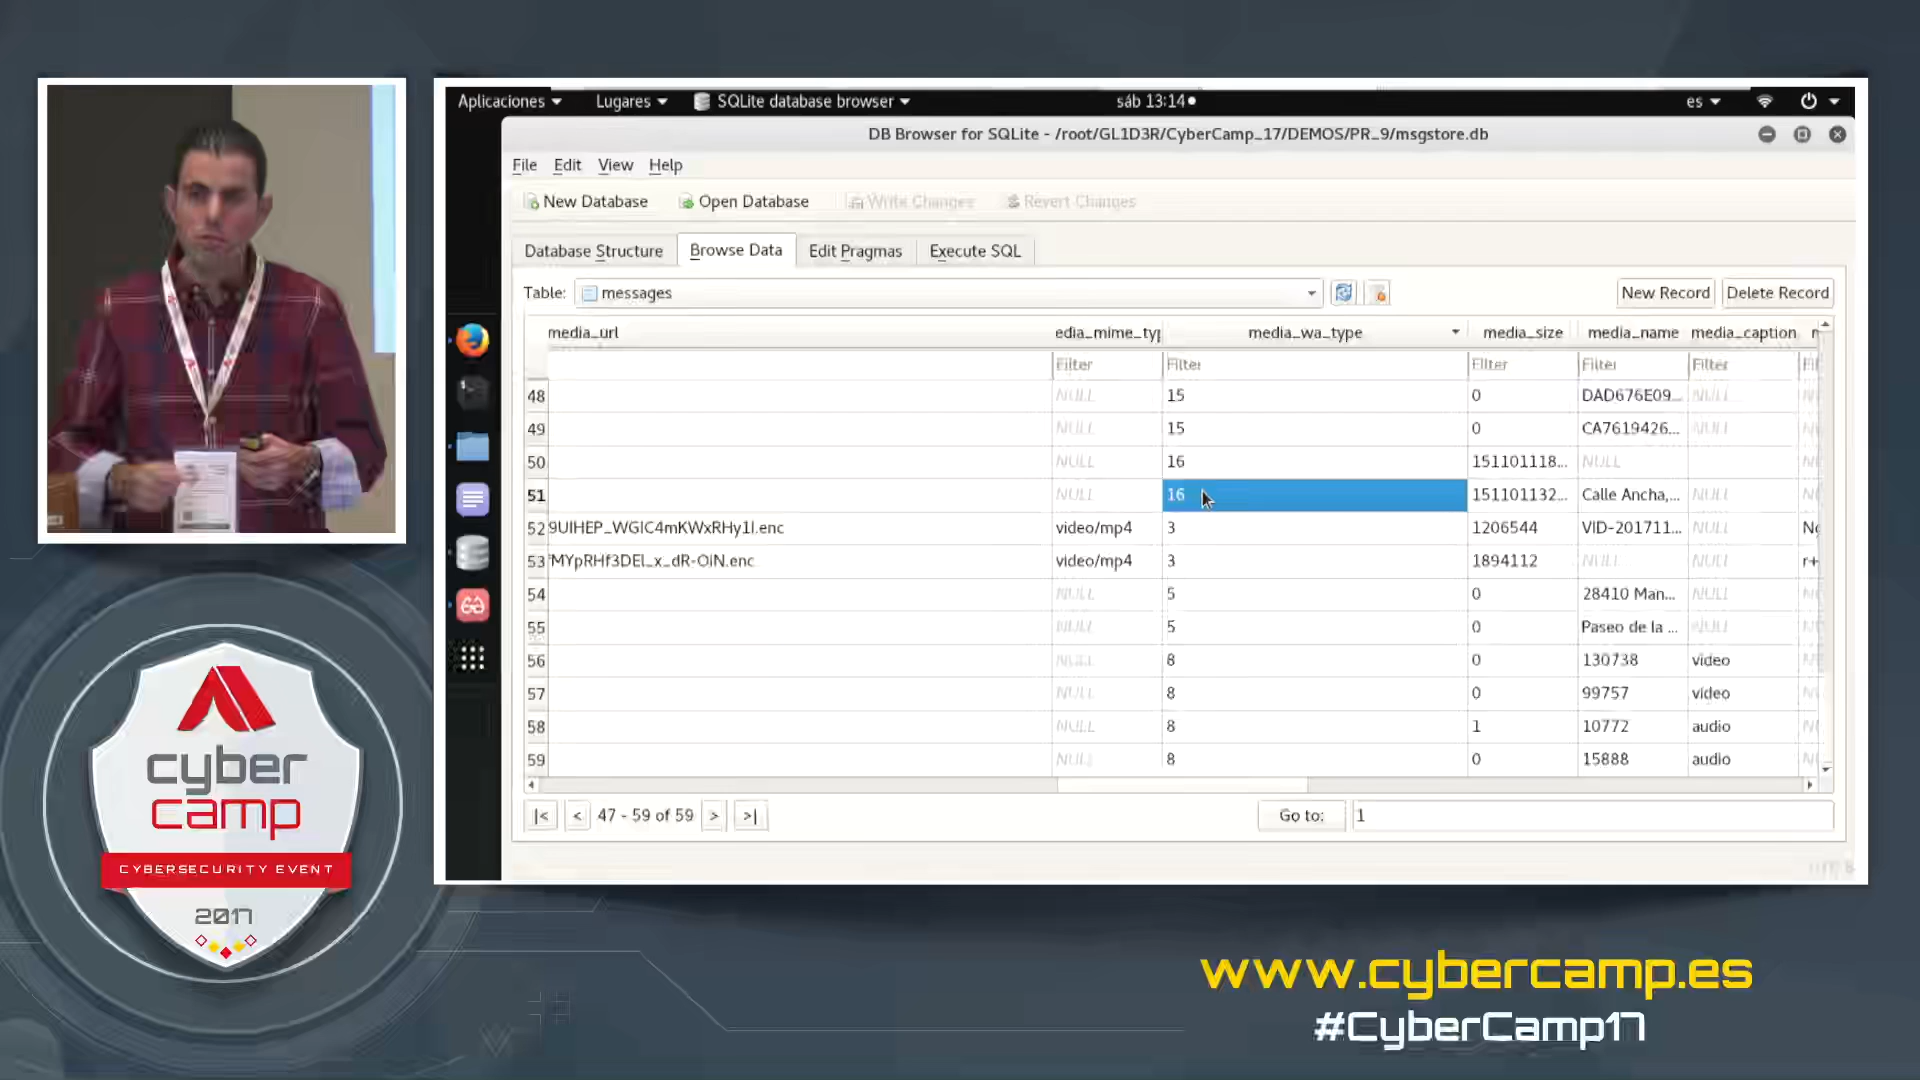 Aplicaciones Lugares SQLite database browser sáb 13:14 es
DB Browser for SQLite - /root/GL1D3R/CyberCamp_17/DEMOS/PR_9/msgstore.db
File Edit View Help
New Database Open Database Write Changes Revert Changes
Database Structure Browse Data Edit Pragmas Execute SQL
Table: messages New Record Delete Record
media_url edia_mime_typ media_wa_type media_size media_name media_caption
Filter Filter Filter Filter Filter
48 NULL 15 0 DAD676E09... NULL
49 NULL 15 0 CA7619426... NULL
50 NULL 16 151101118... NULL
51 NULL 16 151101132... Calle Ancha,... NULL
52 9UIHEP_WGlC4mKWxRHy1l.enc video/mp4 3 1206544 VID-201711... NULL
53 video/mp4 3 1894112 NULL NULL r+
54 NULL 5 0 28410 Man... NULL
55 NULL 5 0 Paseo de la ... NULL
56 NULL 8 0 130738 video
57 NULL 8 0 99757 video
58 NULL 8 1 10772 audio
59 NULL 8 0 15888 audio
|< < 47 - 59 of 59 > >| Go to: 1
cyber
camp
CYBERSECURITY EVENT
2017
www.cybercamp.es
#CyberCamp17